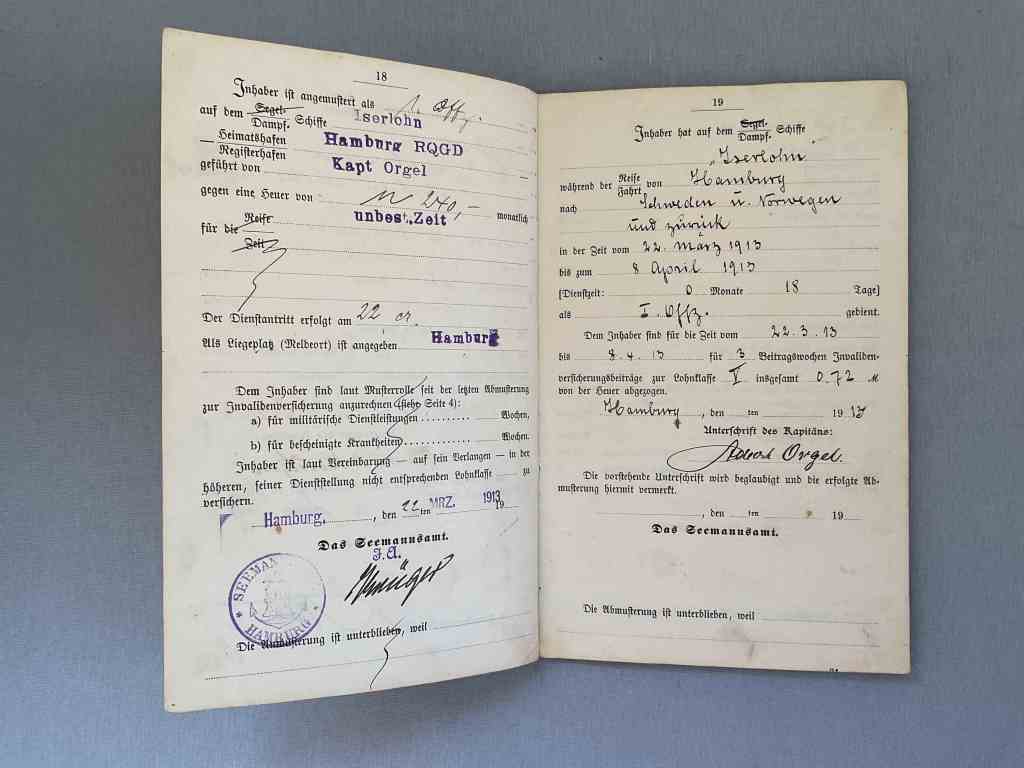 18
Inhaber ist angemustert als 1. Offz.
auf dem Segel- Dampf- Schiffe Iserlohn
Heimatshafen Registerhafen Hamburg RQGD
geführt von Kapt Orgel
gegen eine Heuer von M 240,- monatlich
für die Reise Zeit unbest. Zeit
Der Dienstantritt erfolgt am 22 cr.
Als Liegeplatz (Meldeort) ist angegeben Hamburg
Dem Inhaber sind laut Musterrolle seit der letzten Abmusterung
zur Invalidenversicherung anzurechnen (siehe Seite 4):
a) für militärische Dienstleistungen .......... Wochen,
b) für bescheinigte Krankheiten .......... Wochen.
Inhaber ist laut Vereinbarung — auf sein Verlangen — in der
höheren, seiner Dienststellung nicht entsprechenden Lohnklasse zu
versichern.
Hamburg, den 22 ten MRZ. 1913 19
Das Seemannsamt.
J.A.
SEEMANNSAMT
* HAMBURG *
Die Abmusterung ist unterblieben, weil
19
Inhaber hat auf dem Segel- Dampf- Schiffe
„Iserlohn"
während der Reise Fahrt von Hamburg
nach Schweden u. Norwegen
und zurück
in der Zeit vom 22. März 1913
bis zum 8 April 1913
[Dienstzeit: 0 Monate 18 Tage]
als I. Offz. gedient.
Dem Inhaber sind für die Zeit vom 22.3.13
bis 8.4.13 für 3 Beitragswochen Invaliden-
versicherungsbeiträge zur Lohnklasse V insgesamt 0.72 M
von der Heuer abgezogen.
Hamburg, den ten 1913
Unterschrift des Kapitäns:
Orgel.
Die vorstehende Unterschrift wird beglaubigt und die erfolgte Ab-
musterung hiermit vermerkt.
, den ten 19
Das Seemannsamt.
Die Abmusterung ist unterblieben, weil